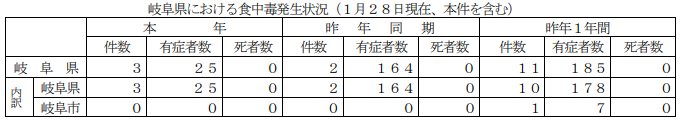 岐阜県における食中毒発生状況(1月28日現在、本件を含む)
本年 昨年同期 昨年1年間
件数 有症者数 死者数 件数 有症者数 死者数 件数 有症者数 死者数
岐阜県 3 25 0 2 164 0 11 185 0
内訳 岐阜県 3 25 0 2 164 0 10 178 0
岐阜市 0 0 0 0 0 0 1 7 0